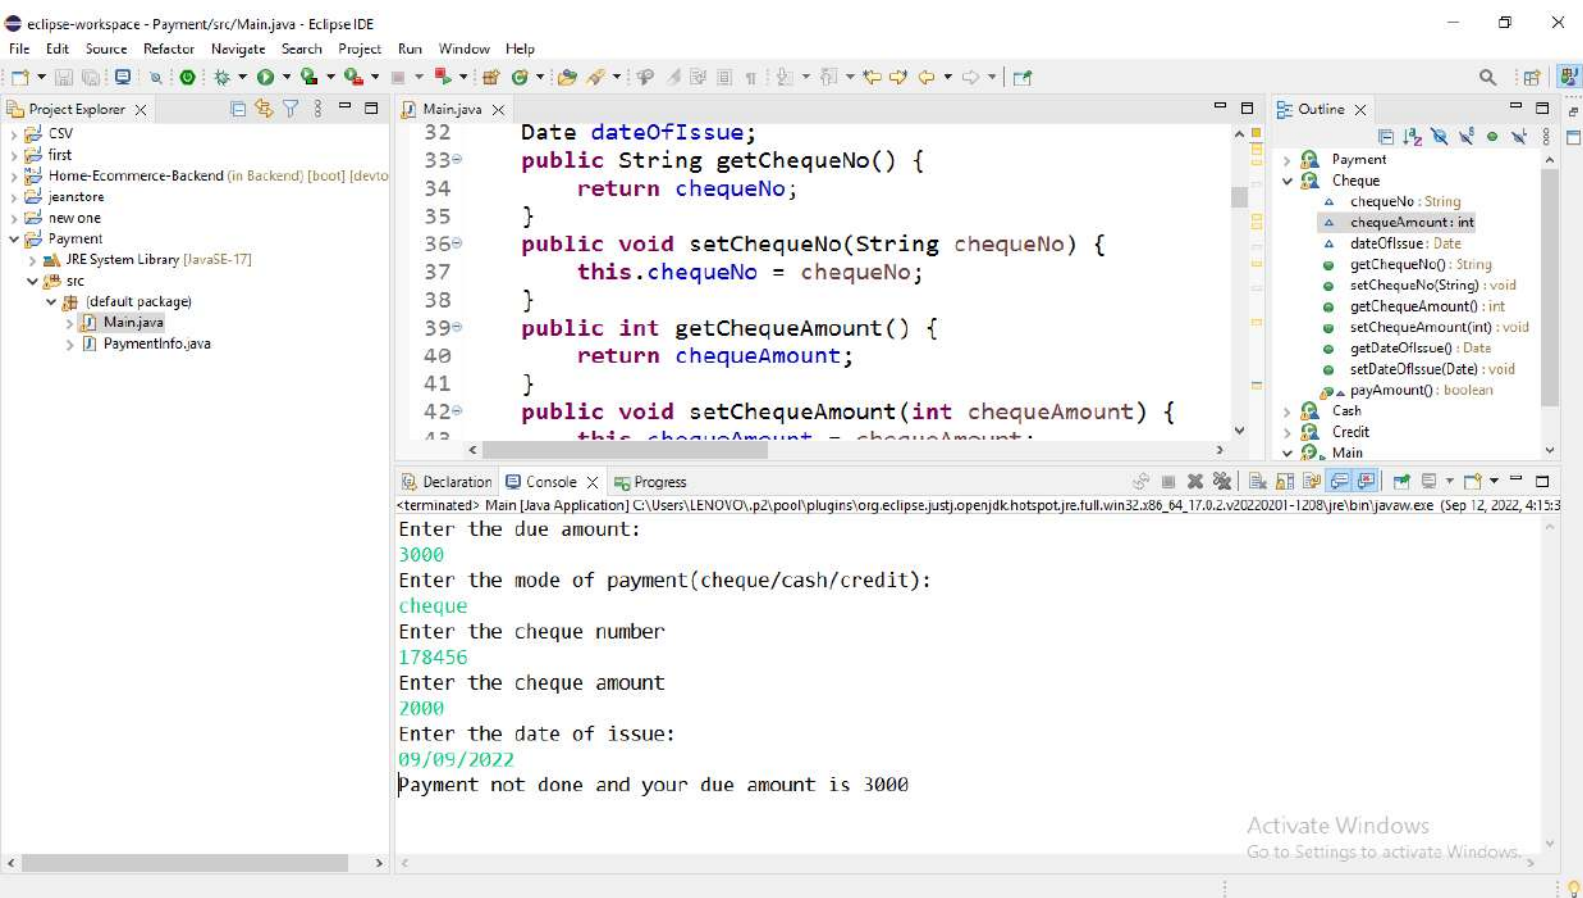 eclipse-workspace - Payment/src/Main.java - Eclipse IDE
File Edit Source Refactor Navigate Search Project Run Window Help
Project Explorer
CSV
first
Home-Ecommerce-Backend (in Backend) [boot] [devto
jeanstore
new one
Payment
JRE System Library [JavaSE-17]
src
(default package)
Main.java
PaymentInfo.java
Main.java
32 Date dateOfIssue;
33 public String getChequeNo() {
34 return chequeNo;
35 }
36 public void setChequeNo(String chequeNo) {
37 this.chequeNo = chequeNo;
38 }
39 public int getChequeAmount() {
40 return chequeAmount;
41 }
42 public void setChequeAmount(int chequeAmount) {
43 this.chequeAmount = chequeAmount;
Outline
Payment
Cheque
chequeNo : String
chequeAmount : int
dateOfIssue : Date
getChequeNo() : String
setChequeNo(String) : void
getChequeAmount() : int
setChequeAmount(int) : void
getDateOfIssue() : Date
setDateOfIssue(Date) : void
payAmount() : boolean
Cash
Credit
Main
Declaration Console Progress
<terminated> Main [Java Application] C:\Users\LENOVO\.p2\pool\plugins\org.eclipse.justj.openjdk.hotspot.jre.full.win32.x86_64_17.0.2.v20220201-1208\jre\bin\javaw.exe (Sep 12, 2022, 4:15:3
Enter the due amount:
3000
Enter the mode of payment(cheque/cash/credit):
cheque
Enter the cheque number
178456
Enter the cheque amount
2000
Enter the date of issue:
09/09/2022
Payment not done and your due amount is 3000
Activate Windows
Go to Settings to activate Windows.